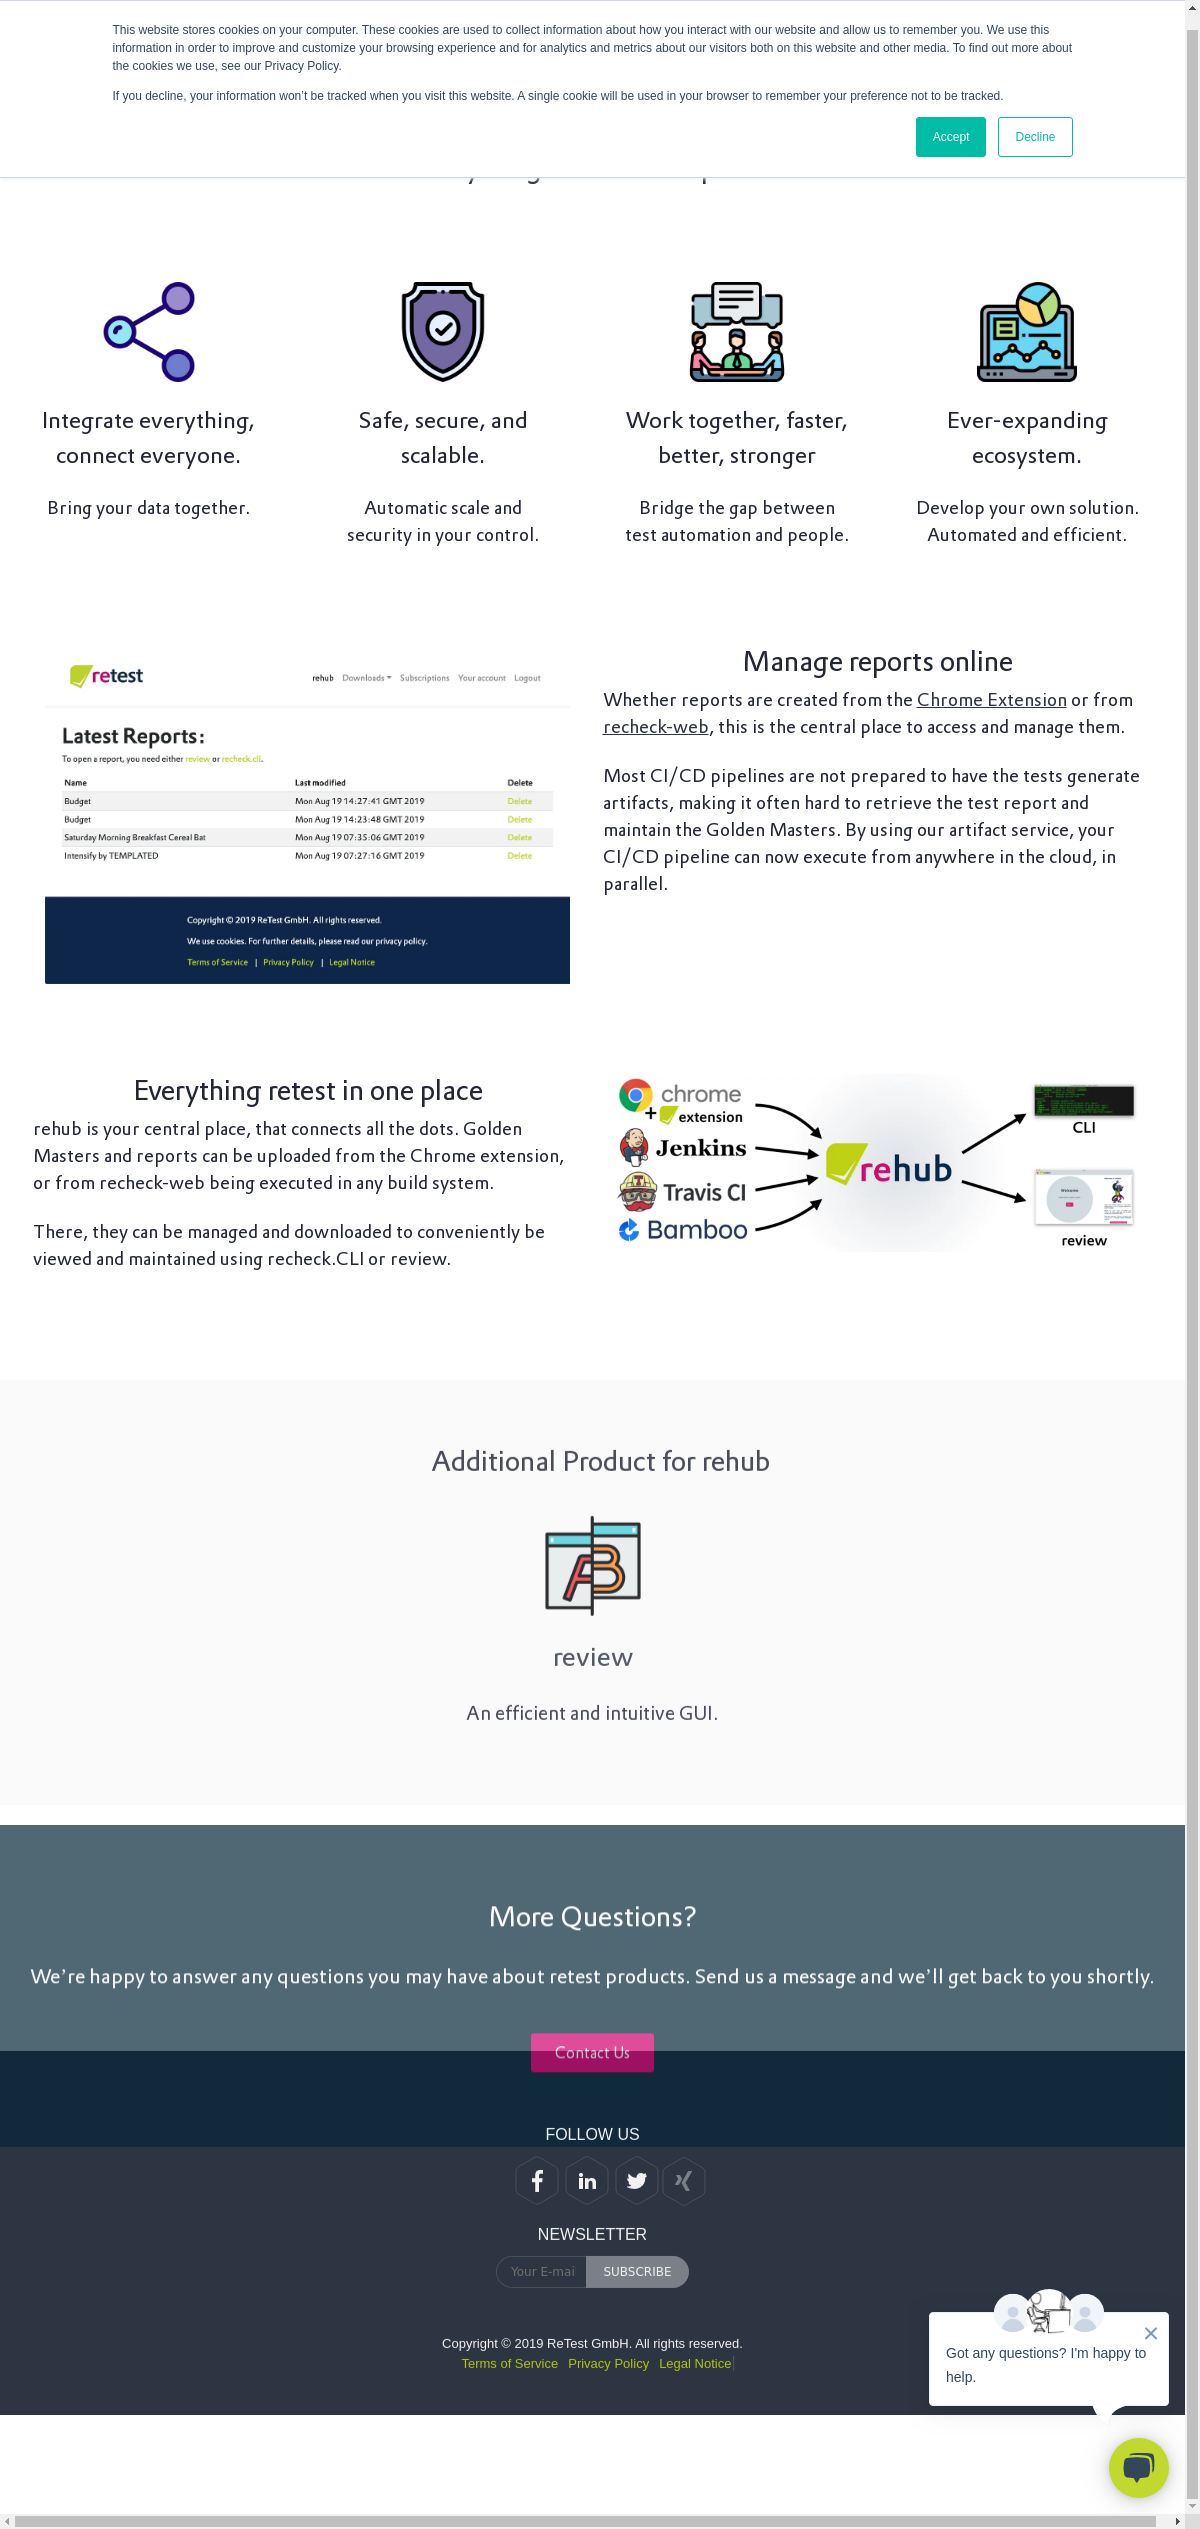 This website stores cookies on your computer. These cookies are used to collect information about how you interact with our website and allow us to remember you. We use this
information in order to improve and customize your browsing experience and for analytics and metrics about our visitors both on this website and other media. To find out more about
the cookies we use, see our Privacy Policy.
If you decline, your information won't be tracked when you visit this website. A single cookie will be used in your browser to remember your preference not to be tracked.
Accept
Decline
Integrate everything,
connect everyone.
Bring your data together.
Safe, secure, and
scalable.
Automatic scale and
security in your control.
Work together, faster,
better, stronger
Bridge the gap between
test automation and people.
Ever-expanding
ecosystem.
Develop your own solution.
Automated and efficient.
retest
rehub Downloads Subscriptions Your account Logout
Latest Reports:
To open a report, you need either review or recheck.cli.
Name Last modified Delete
Budget Mon Aug 19 14:27:41 GMT 2019 Delete
Budget Mon Aug 19 14:23:48 GMT 2019 Delete
Saturday Morning Breakfast Cereal Bat Mon Aug 19 07:35:06 GMT 2019 Delete
Intensify by TEMPLATED Mon Aug 19 07:27:16 GMT 2019 Delete
Copyright © 2019 ReTest GmbH. All rights reserved.
We use cookies. For further details, please read our privacy policy.
Terms of Service | Privacy Policy | Legal Notice
Manage reports online
Whether reports are created from the Chrome Extension or from
recheck-web, this is the central place to access and manage them.
Most CI/CD pipelines are not prepared to have the tests generate
artifacts, making it often hard to retrieve the test report and
maintain the Golden Masters. By using our artifact service, your
CI/CD pipeline can now execute from anywhere in the cloud, in
parallel.
Everything retest in one place
rehub is your central place, that connects all the dots. Golden
Masters and reports can be uploaded from the Chrome extension,
or from recheck-web being executed in any build system.
There, they can be managed and downloaded to conveniently be
viewed and maintained using recheck.CLI or review.
chrome
+ extension
Jenkins
Travis CI
Bamboo
rehub
CLI
Welcome
review
Additional Product for rehub
AB
review
An efficient and intuitive GUI.
More Questions?
We're happy to answer any questions you may have about retest products. Send us a message and we'll get back to you shortly.
Contact Us
FOLLOW US
NEWSLETTER
Your E-mai
SUBSCRIBE
Copyright © 2019 ReTest GmbH. All rights reserved.
Terms of Service Privacy Policy Legal Notice
Got any questions? I'm happy to
help.